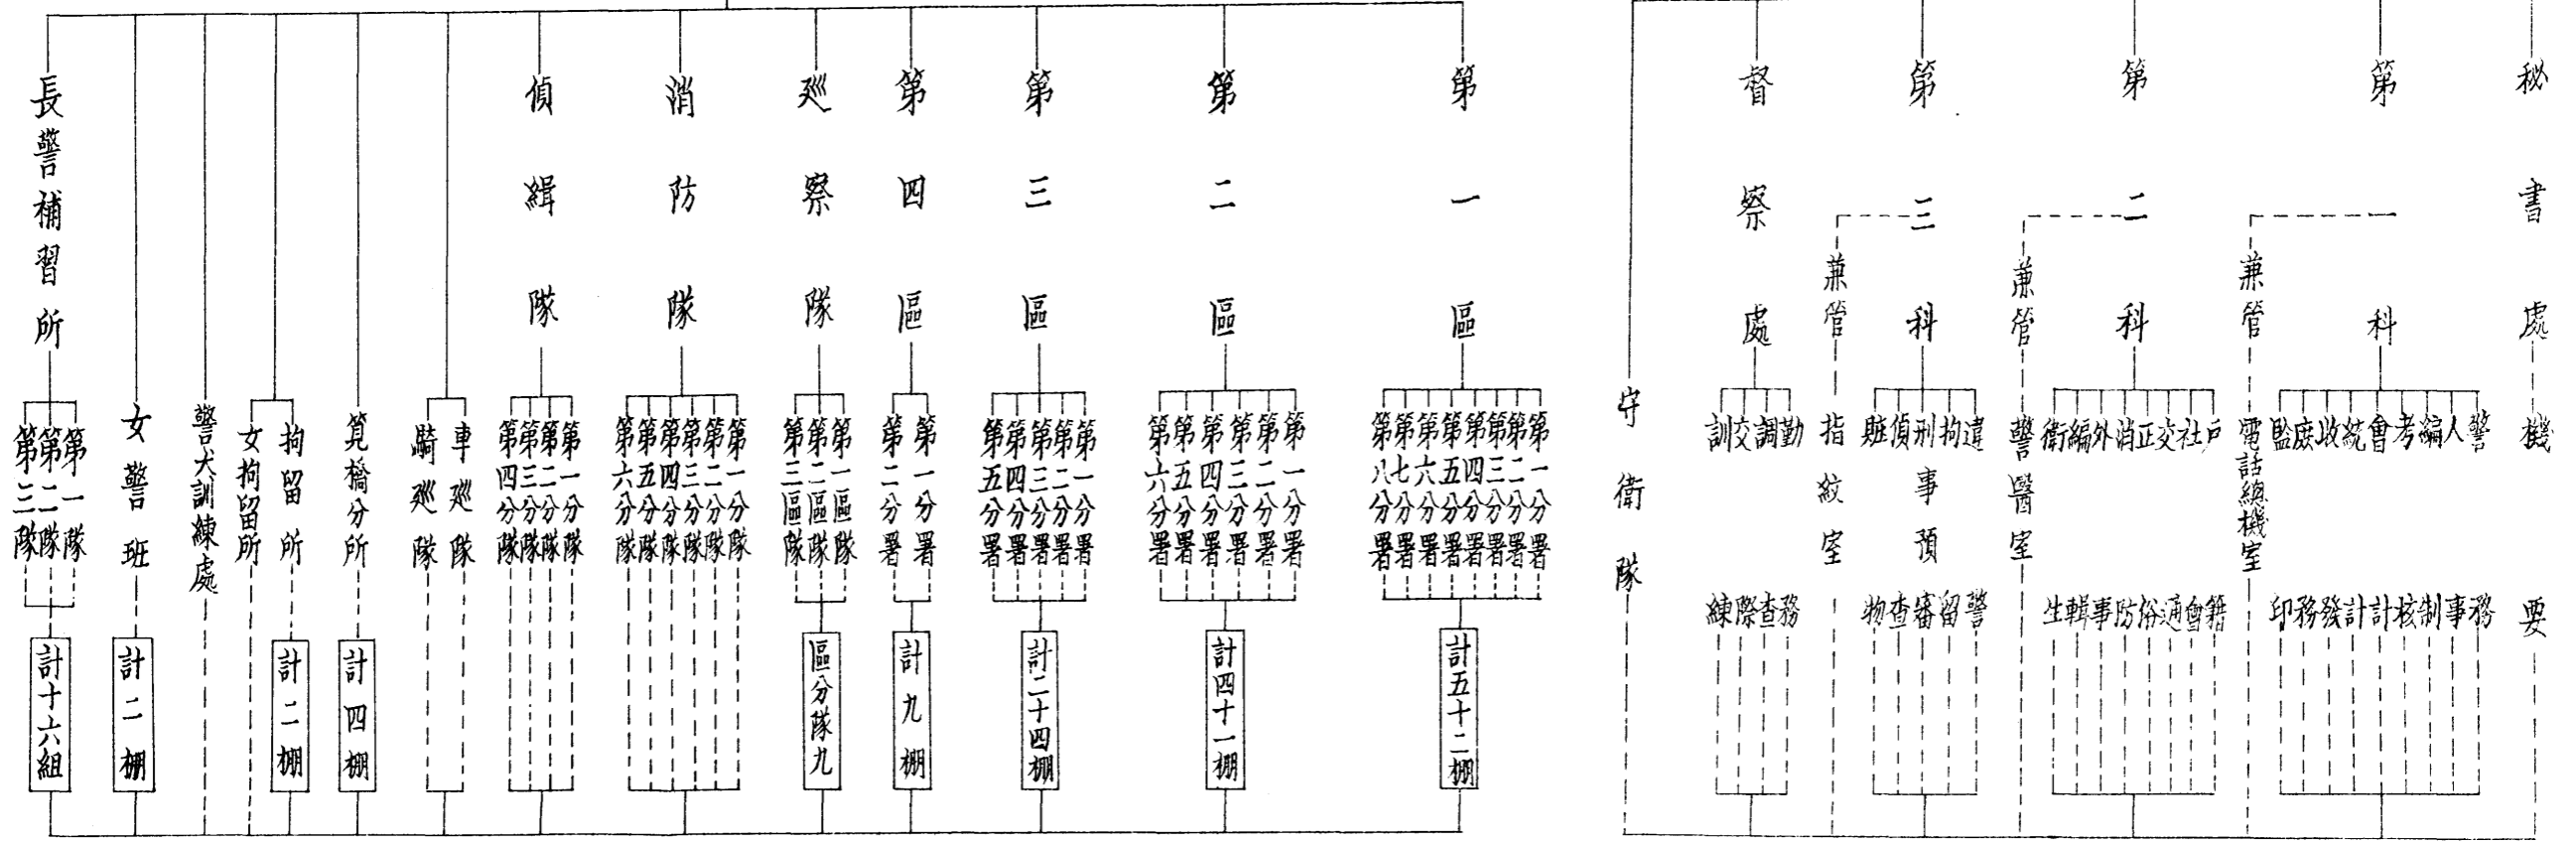 秘書處
機要
第一科
警務
人事
編制
考核
會計
統計
收發
庶務
監印
兼管
電話總機室
第二科
戶籍
社會
交通
正俗
消防
外事
編輯
衛生
兼管
警醫室
第三科
違警
拘留
刑事預審
偵查
賍物
兼管
指紋室
督察處
勤務
調查
交際
訓練
守衛隊
第一區
第一分署
第二分署
第三分署
第四分署
第五分署
第六分署
第七分署
第八分署
計五十二棚
第二區
第一分署
第二分署
第三分署
第四分署
第五分署
第六分署
計四十一棚
第三區
第一分署
第二分署
第三分署
第四分署
第五分署
計二十四棚
第四區
第一分署
第二分署
計九棚
巡察隊
第一區隊
第二區隊
第三區隊
區分隊九
消防隊
第一分隊
第二分隊
第三分隊
第四分隊
第五分隊
第六分隊
偵緝隊
第一分隊
第二分隊
第三分隊
第四分隊
車巡隊
騎巡隊
筧橋分所
計四棚
拘留所
計二棚
女拘留所
警犬訓練處
女警班
計二棚
長警補習所
第一隊
第二隊
第三隊
計十六組